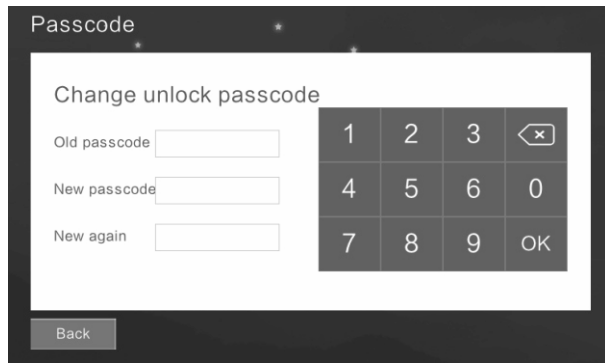 Passcode
Change unlock passcode
Old passcode
New passcode
New again
1 2 3
4 5 6 0
7 8 9 OK
Back